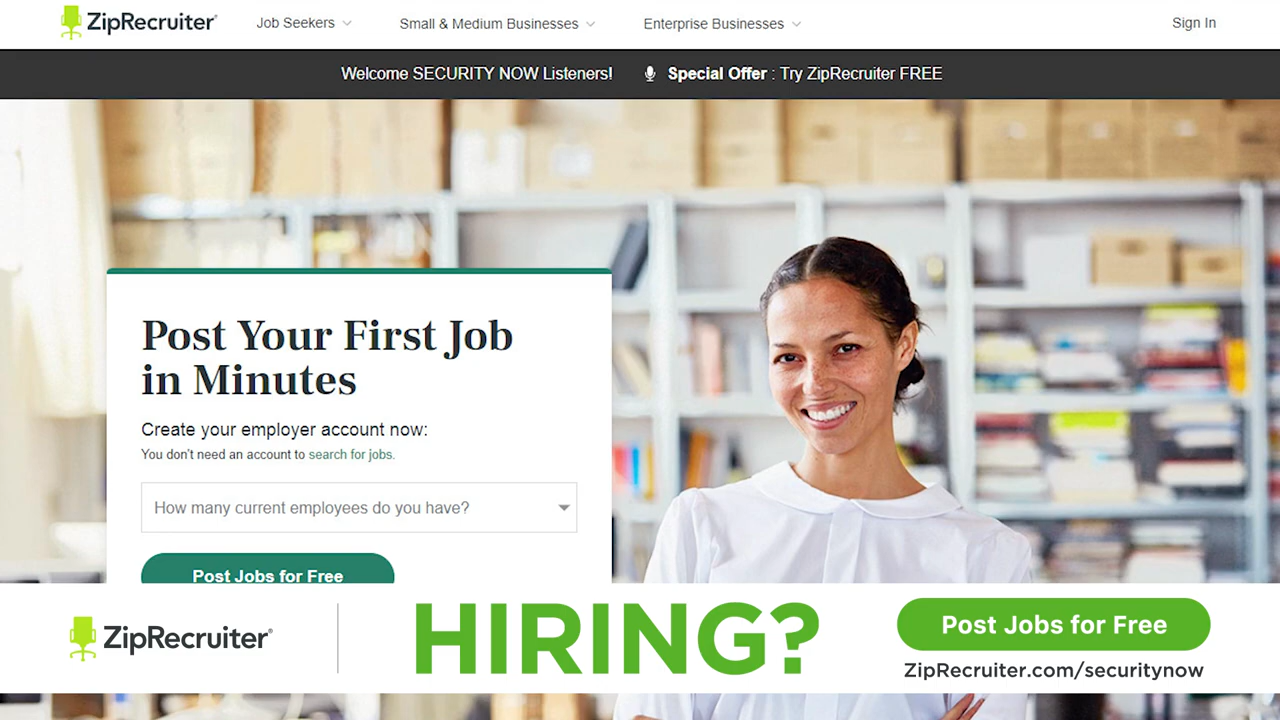 ZipRecruiter®
Job Seekers
Small & Medium Businesses
Enterprise Businesses
Sign In
Welcome SECURITY NOW Listeners!
Special Offer : Try ZipRecruiter FREE
Post Your First Job
in Minutes
Create your employer account now:
You don't need an account to search for jobs.
How many current employees do you have?
Post Jobs for Free
ZipRecruiter®
HIRING?
Post Jobs for Free
ZipRecruiter.com/securitynow